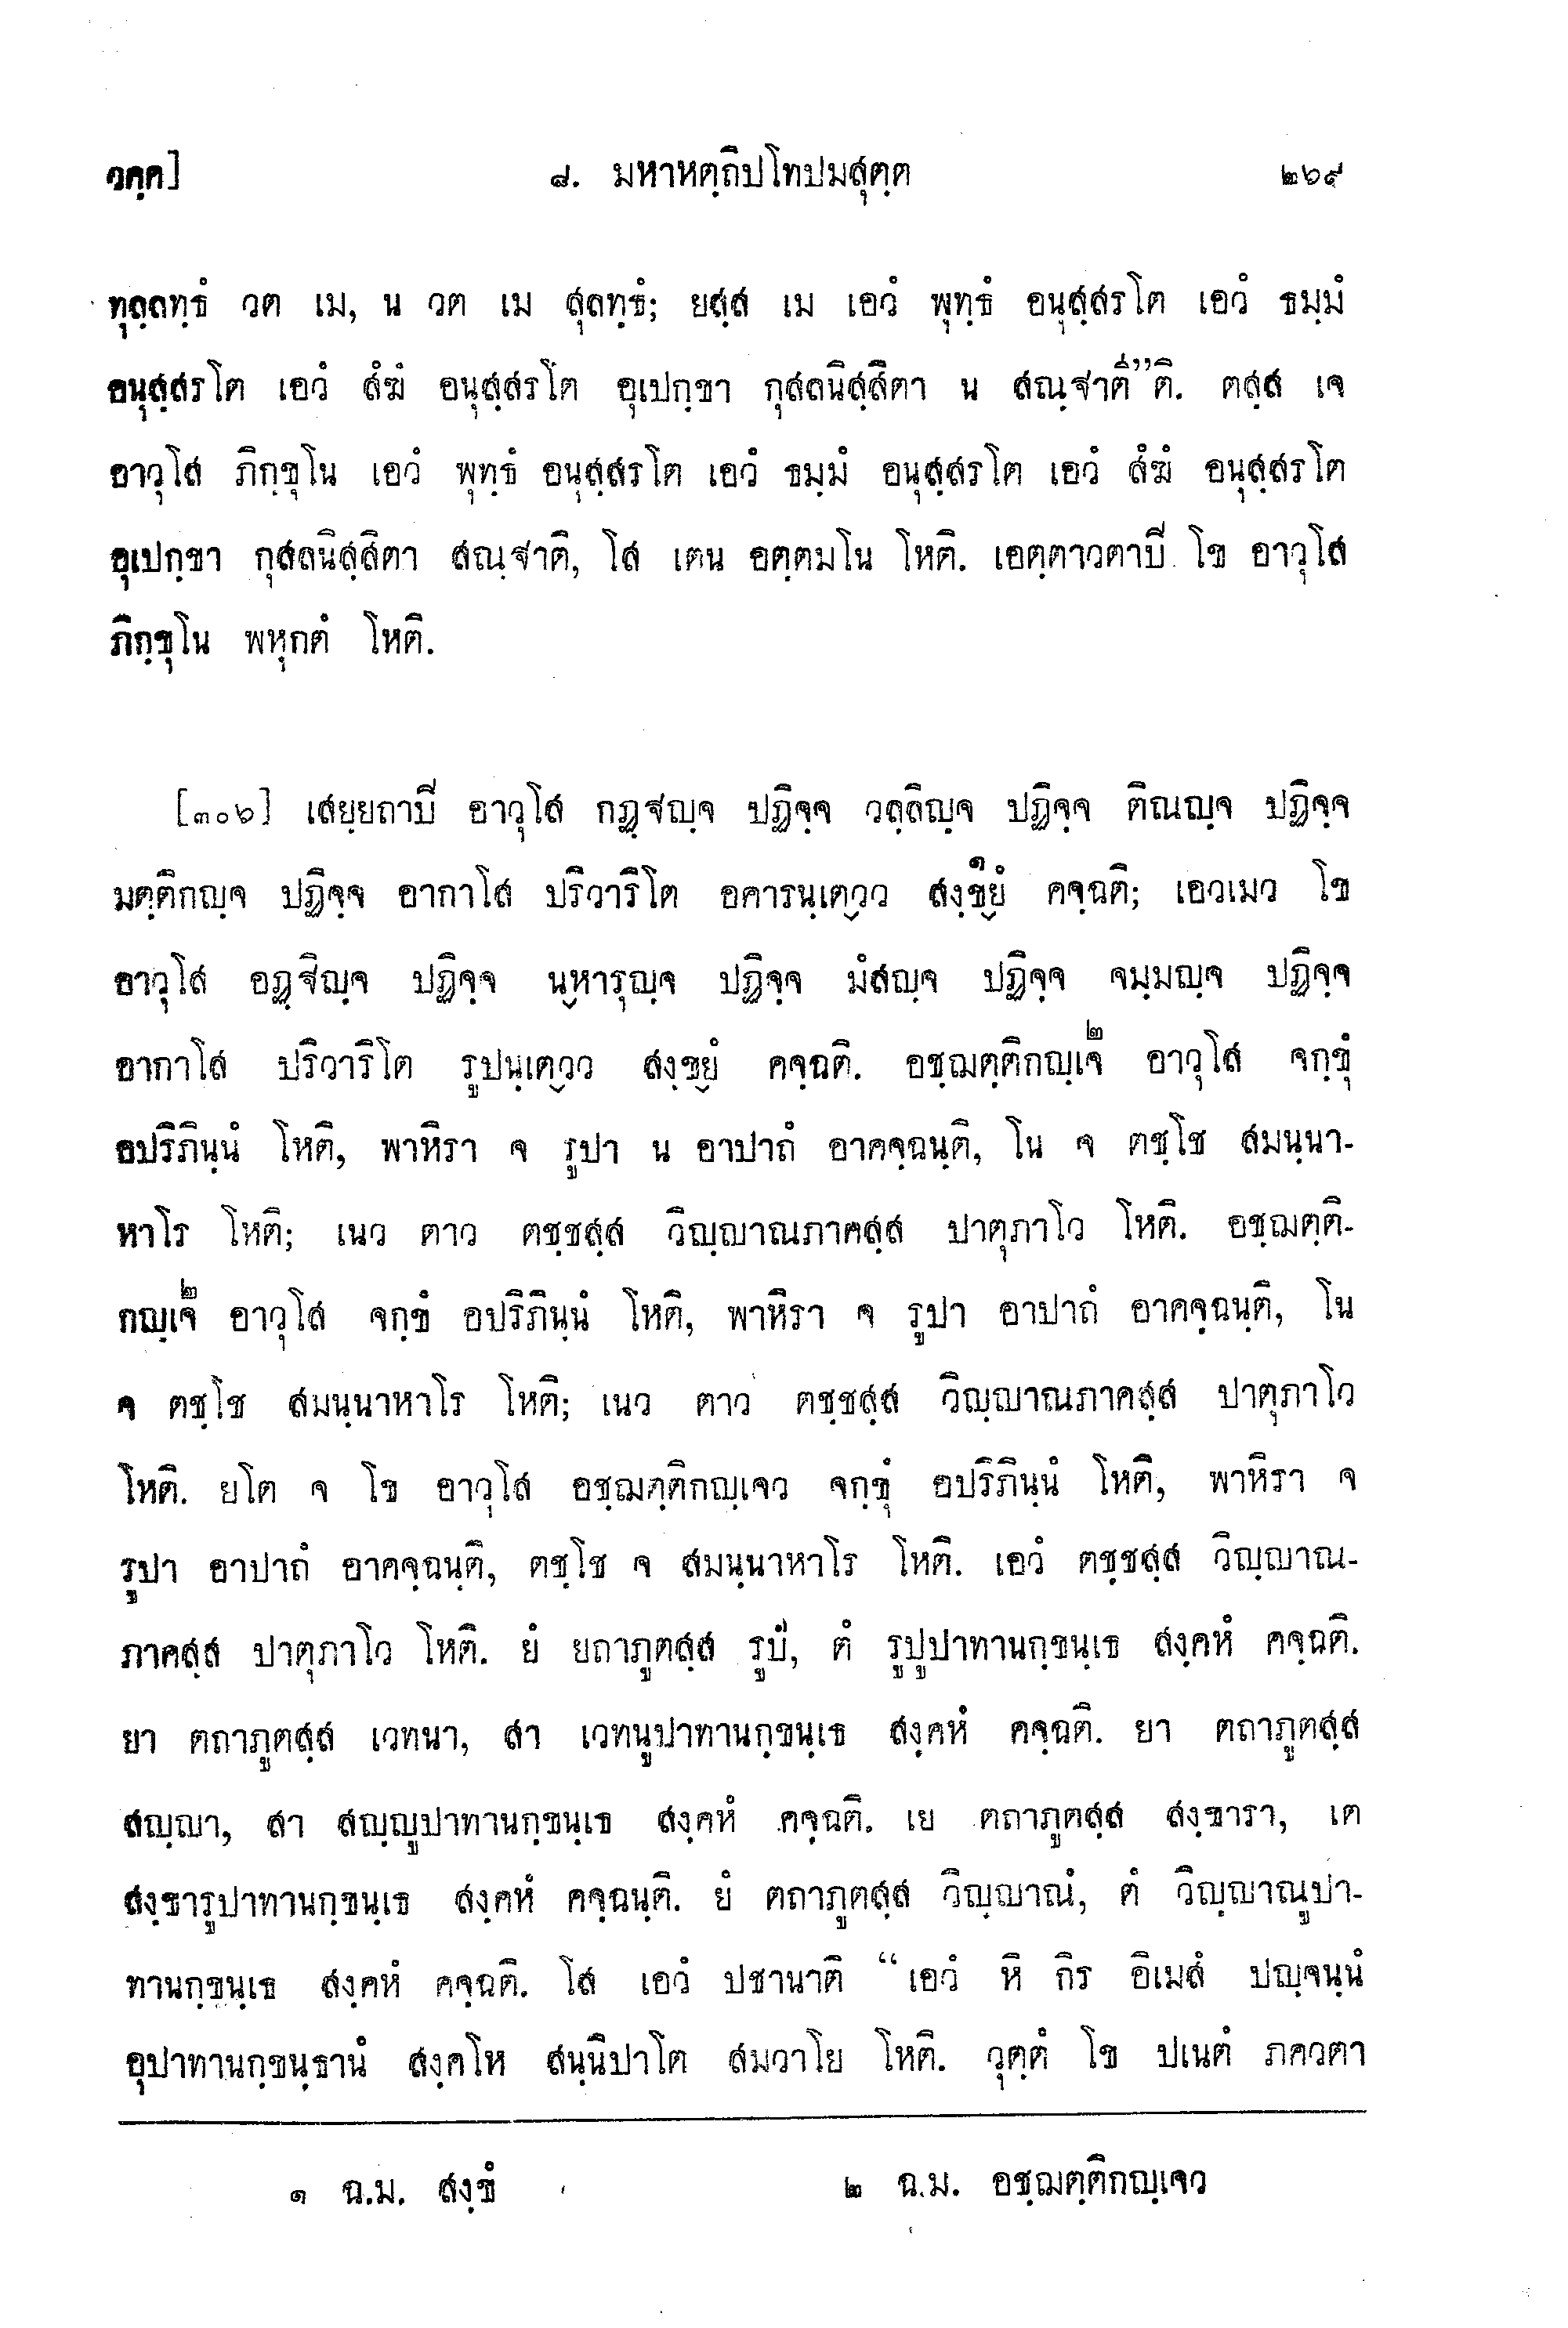 วคฺค]
๘. มหาหตฺถิปโทปมสุตฺต
๒๖๙
ทุลฺลทฺธํ วต เม, น วต เม สุลทฺธํ; ยสฺส เม เอวํ พุทฺธํ อนุสฺสรโต เอวํ ธมฺมํ
อนุสฺสรโต เอวํ สํฆํ อนุสฺสรโต อุเปกฺขา กุสลนิสฺสิตา น สณฺฐาตี”ติ. ตสฺส เจ
อาวุโส ภิกฺขุโน เอวํ พุทฺธํ อนุสฺสรโต เอวํ ธมฺมํ อนุสฺสรโต เอวํ สํฆํ อนุสฺสรโต
อุเปกฺขา กุสลนิสฺสิตา สณฺฐาติ, โส เตน อตฺตมโน โหติ. เอตฺตาวตาปี โข อาวุโส
ภิกฺขุโน พหุกตํ โหติ.
[๓๐๖] เสยฺยถาปี อาวุโส กฏฺฐญฺจ ปฏิจฺจ วลฺลิญฺจ ปฏิจฺจ ติณญฺจ ปฏิจฺจ
มตฺติกญฺจ ปฏิจฺจ อากาโส ปริวาริโต อคารนฺเตฺวว สงฺขฺยํ๑ คจฺฉติ; เอวเมว โข
อาวุโส อฏฺฐิญฺจ ปฏิจฺจ นฺหารุญฺจ ปฏิจฺจ มํสญฺจ ปฏิจฺจ จมฺมญฺจ ปฏิจฺจ
อากาโส ปริวาริโต รูปนฺเตฺวว สงฺขฺยํ คจฺฉติ. อชฺฌตฺติกญฺเจ๒ อาวุโส จกฺขุํ
อปริภินฺนํ โหติ, พาหิรา จ รูปา น อาปาถํ อาคจฺฉนฺติ, โน จ ตชฺโช สมนฺนา-
หาโร โหติ; เนว ตาว ตชฺชสฺส วิญฺญาณภาคสฺส ปาตุภาโว โหติ. อชฺฌตฺติ-
กญฺเจ๒ อาวุโส จกฺขํ อปริภินฺนํ โหติ, พาหิรา จ รูปา อาปาถํ อาคจฺฉนฺติ, โน
จ ตชฺโช สมนฺนาหาโร โหติ; เนว ตาว ตชฺชสฺส วิญฺญาณภาคสฺส ปาตุภาโว
โหติ. ยโต จ โข อาวุโส อชฺฌตฺติกญฺเจว จกฺขุํ อปริภินฺนํ โหติ, พาหิรา จ
รูปา อาปาถํ อาคจฺฉนฺติ, ตชฺโช จ สมนฺนาหาโร โหติ. เอวํ ตชฺชสฺส วิญฺญาณ-
ภาคสฺส ปาตุภาโว โหติ. ยํ ยถาภูตสฺส รูปํ, ตํ รูปูปาทานกฺขนฺเธ สงฺคหํ คจฺฉติ.
ยา ตถาภูตสฺส เวทนา, สา เวทนูปาทานกฺขนฺเธ สงฺคหํ คจฺฉติ. ยา ตถาภูตสฺส
สญฺญา, สา สญฺญูปาทานกฺขนฺเธ สงฺคหํ คจฺฉติ. เย ตถาภูตสฺส สงฺขารา, เต
สงฺขารูปาทานกฺขนฺเธ สงฺคหํ คจฺฉนฺติ. ยํ ตถาภูตสฺส วิญฺญาณํ, ตํ วิญฺญาณูปา-
ทานกฺขนฺเธ สงฺคหํ คจฺฉติ. โส เอวํ ปชานาติ “เอวํ หิ กิร อิเมสํ ปญฺจนฺนํ
อุปาทานกฺขนฺธานํ สงฺคโห สนฺนิปาโต สมวาโย โหติ. วุตฺตํ โข ปเนตํ ภควตา
๑ ฉ.ม. สงฺขํ
๒ ฉ.ม. อชฺฌตฺติกญฺเจว